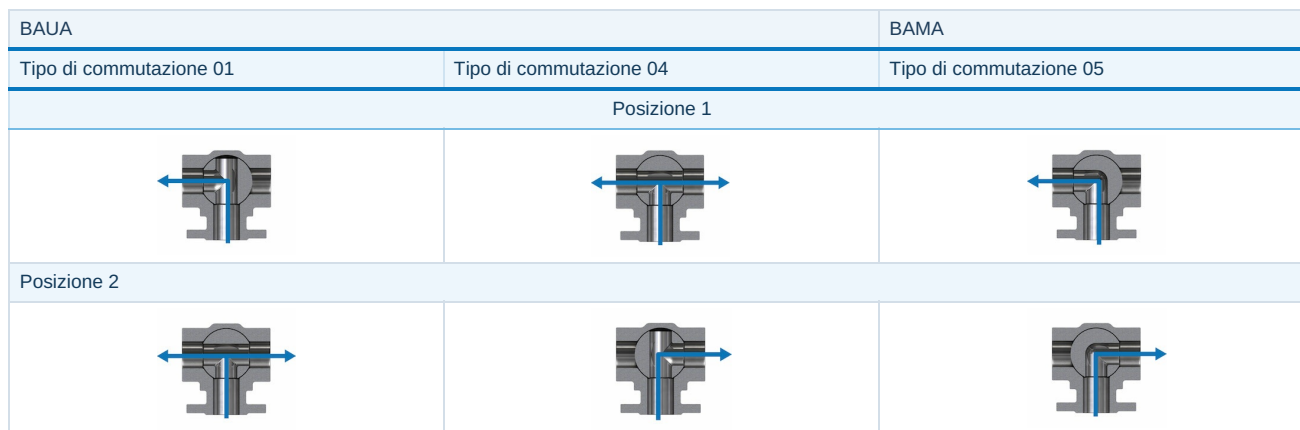 BAUA
BAMA
Tipo di commutazione 01
Tipo di commutazione 04
Tipo di commutazione 05
Posizione 1
Posizione 2